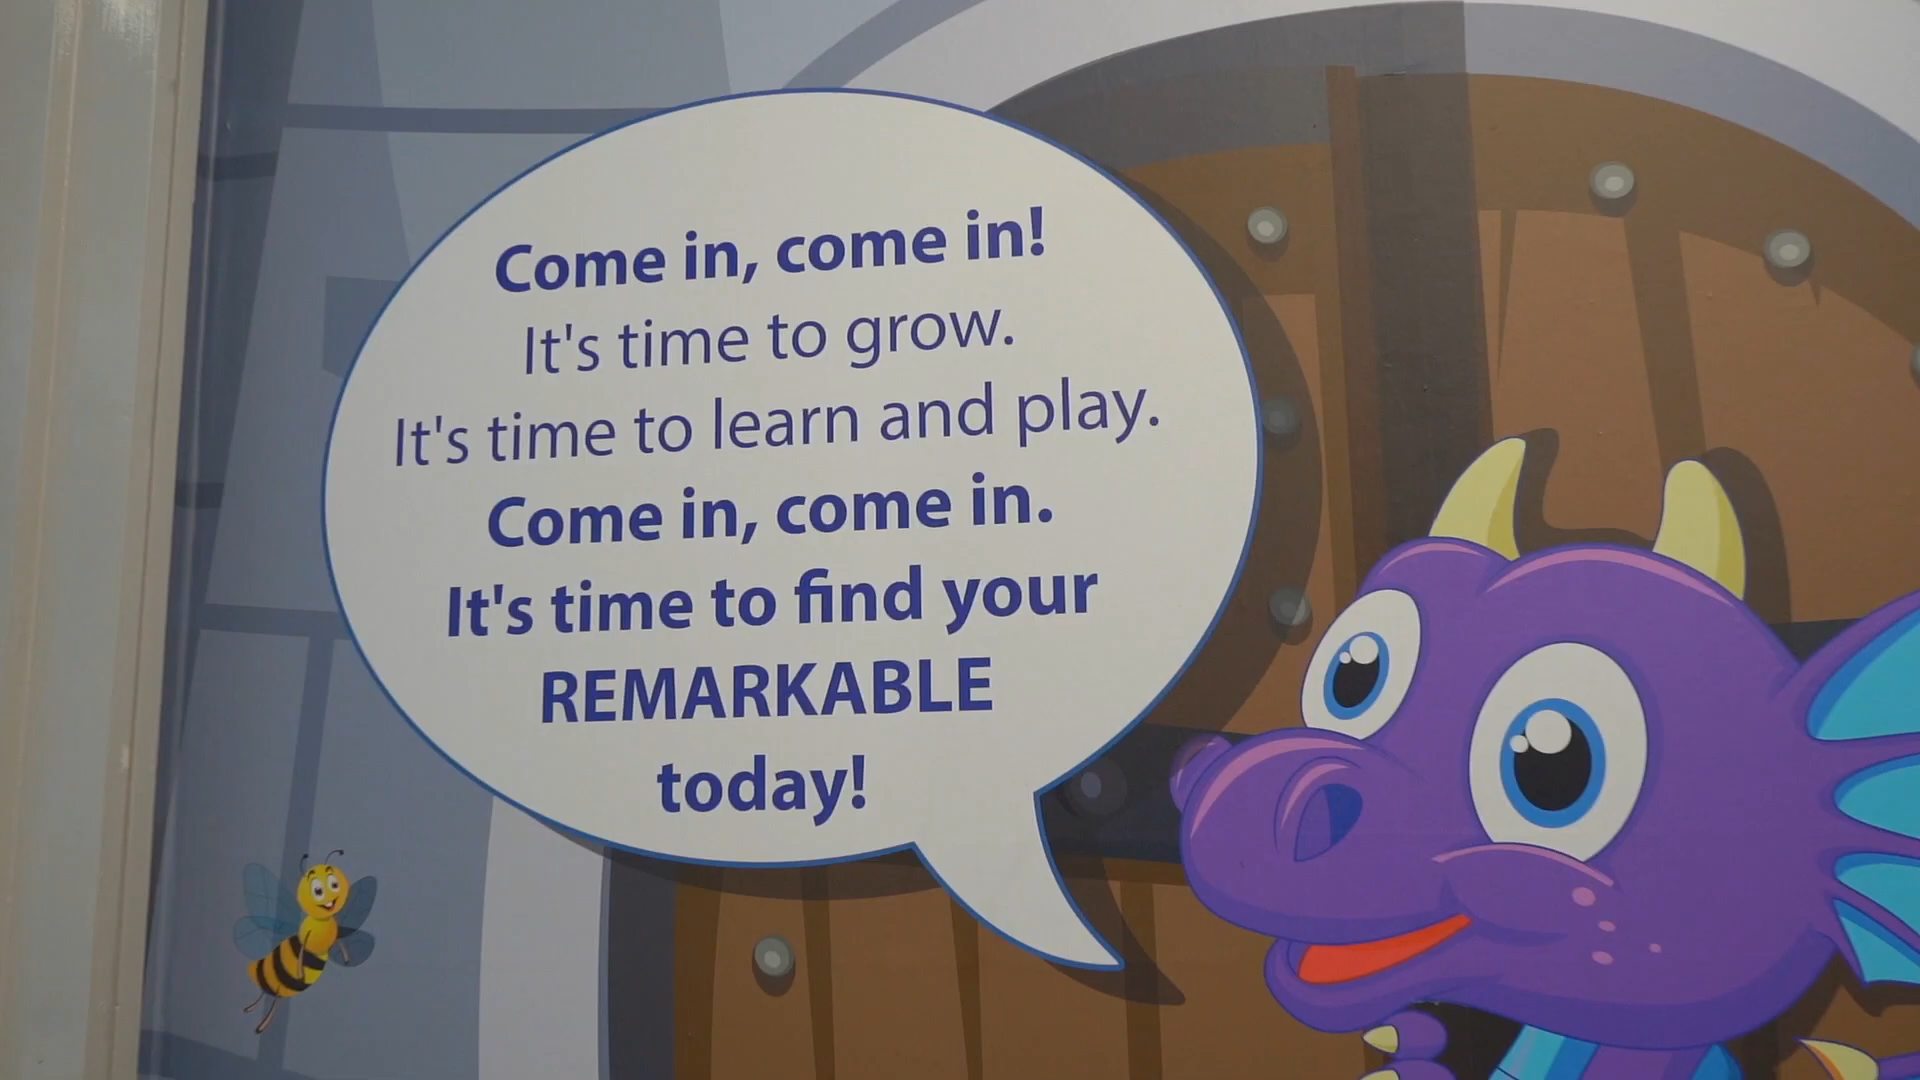 Come in, come in!
It's time to grow.
It's time to learn and play.
Come in, come in.
It's time to find your
REMARKABLE
today!